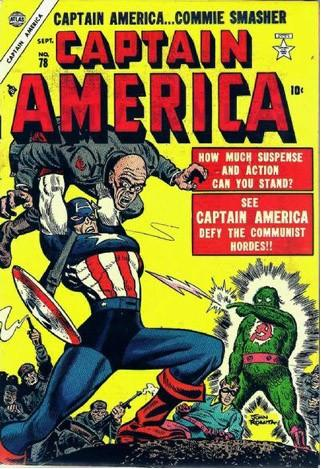 ATLAS
CAPTAIN AMERICA
CAPTAIN AMERICA...COMMIE SMASHER
SEPT.
NO.
78
CAPTAIN
AMERICA
10¢
HOW MUCH SUSPENSE
AND ACTION
CAN YOU STAND?
SEE
CAPTAIN AMERICA
DEFY THE COMMUNIST
HORDES!!
JOHN
ROMITA